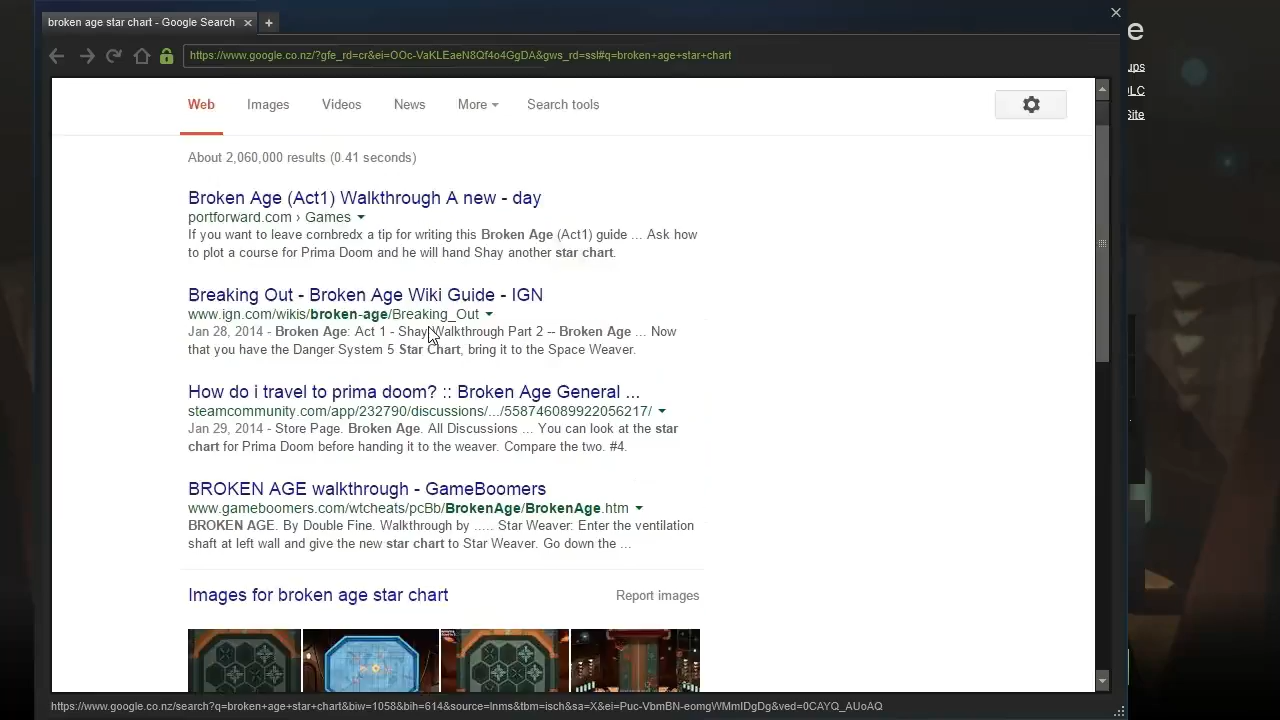 broken age star chart - Google Search
https://www.google.co.nz/?gfe_rd=cr&ei=OOc-VaKLEaeN8Qf4o4GgDA&gws_rd=ssl#q=broken+age+star+chart
Web Images Videos News More Search tools
About 2,060,000 results (0.41 seconds)
Broken Age (Act1) Walkthrough A new - day
portforward.com › Games
If you want to leave cornbredx a tip for writing this Broken Age (Act1) guide ... Ask how
to plot a course for Prima Doom and he will hand Shay another star chart.
Breaking Out - Broken Age Wiki Guide - IGN
www.ign.com/wikis/broken-age/Breaking_Out
Jan 28, 2014 - Broken Age: Act 1 - Shay Walkthrough Part 2 -- Broken Age ... Now
that you have the Danger System 5 Star Chart, bring it to the Space Weaver.
How do i travel to prima doom? :: Broken Age General ...
steamcommunity.com/app/232790/discussions/.../558746089922056217/
Jan 29, 2014 - Store Page. Broken Age. All Discussions ... You can look at the star
chart for Prima Doom before handing it to the weaver. Compare the two. #4.
BROKEN AGE walkthrough - GameBoomers
www.gameboomers.com/wtcheats/pcBb/BrokenAge/BrokenAge.htm
BROKEN AGE. By Double Fine. Walkthrough by ..... Star Weaver: Enter the ventilation
shaft at left wall and give the new star chart to Star Weaver. Go down the ...
Images for broken age star chart
Report images
https://www.google.co.nz/search?q=broken+age+star+chart&biw=1058&bih=614&source=lnms&tbm=isch&sa=X&ei=Puc-VbmBN-eomgWMmIDgDg&ved=0CAYQ_AUoAQ
e
ups
LC
Site